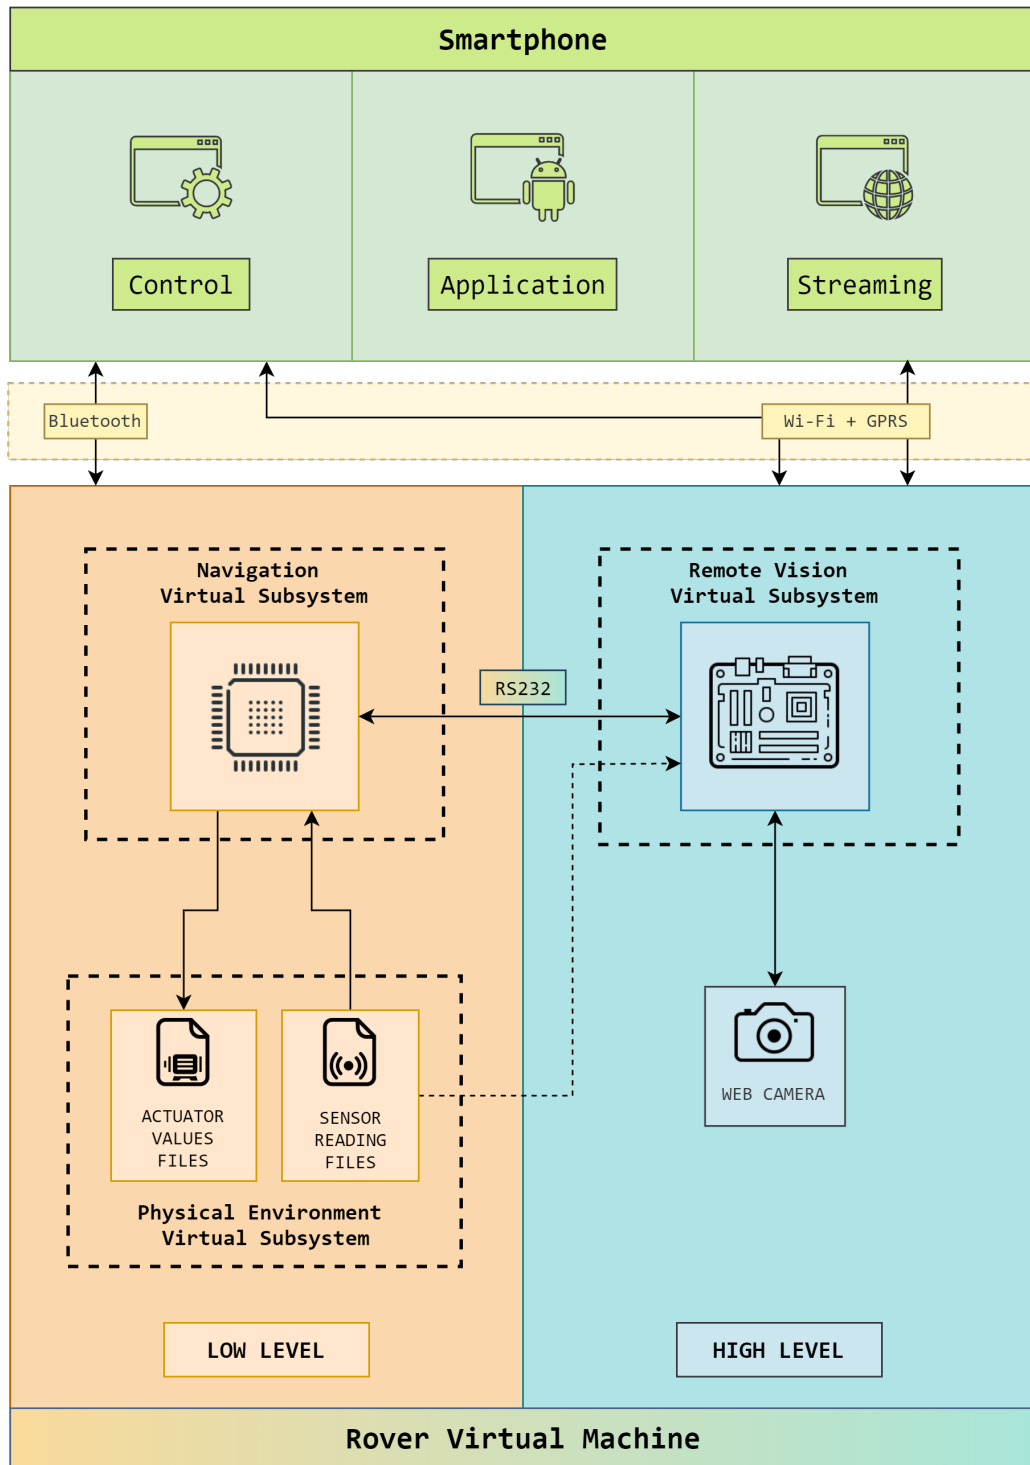 Smartphone
Control
Application
Streaming
Bluetooth
Wi-Fi + GPRS
Navigation
Virtual Subsystem
Remote Vision
Virtual Subsystem
RS232
ACTUATOR
VALUES
FILES
SENSOR
READING
FILES
WEB CAMERA
Physical Environment
Virtual Subsystem
LOW LEVEL
HIGH LEVEL
Rover Virtual Machine